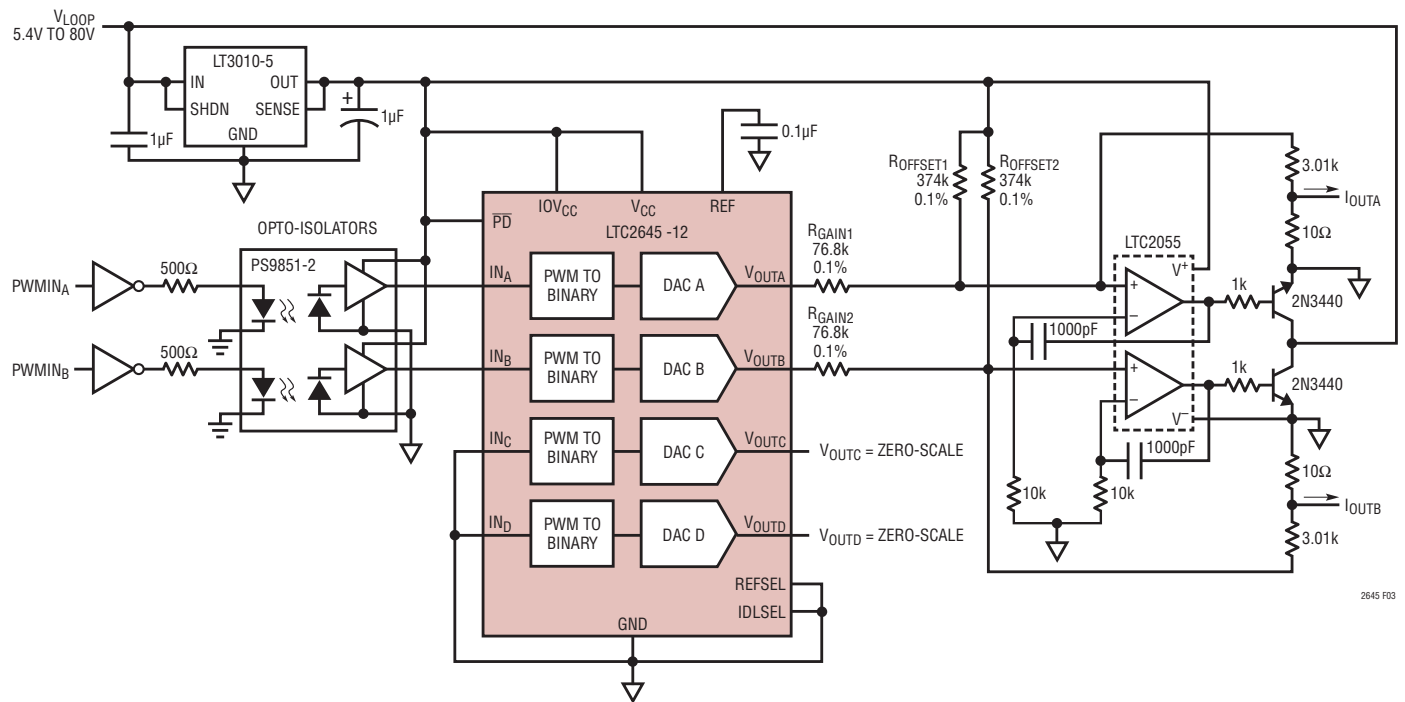 VLOOP
5.4V TO 80V
LT3010-5
IN
OUT
SHDN
SENSE
GND
1µF
+
1µF
0.1µF
ROFFSET1
374k
0.1%
ROFFSET2
374k
0.1%
3.01k
IOUTA
10Ω
OPTO-ISOLATORS
PS9851-2
PWMINA
500Ω
PWMINB
500Ω
PD
IOVCC
VCC
REF
LTC2645 -12
INA
PWM TO
BINARY
DAC A
VOUTA
RGAIN1
76.8k
0.1%
INB
PWM TO
BINARY
DAC B
VOUTB
RGAIN2
76.8k
0.1%
INC
PWM TO
BINARY
DAC C
VOUTC
VOUTC = ZERO-SCALE
IND
PWM TO
BINARY
DAC D
VOUTD
VOUTD = ZERO-SCALE
REFSEL
IDLSEL
GND
LTC2055
V+
+
–
1k
2N3440
1000pF
+
–
1k
2N3440
V–
1000pF
10k
10k
10Ω
IOUTB
3.01k
2645 F03